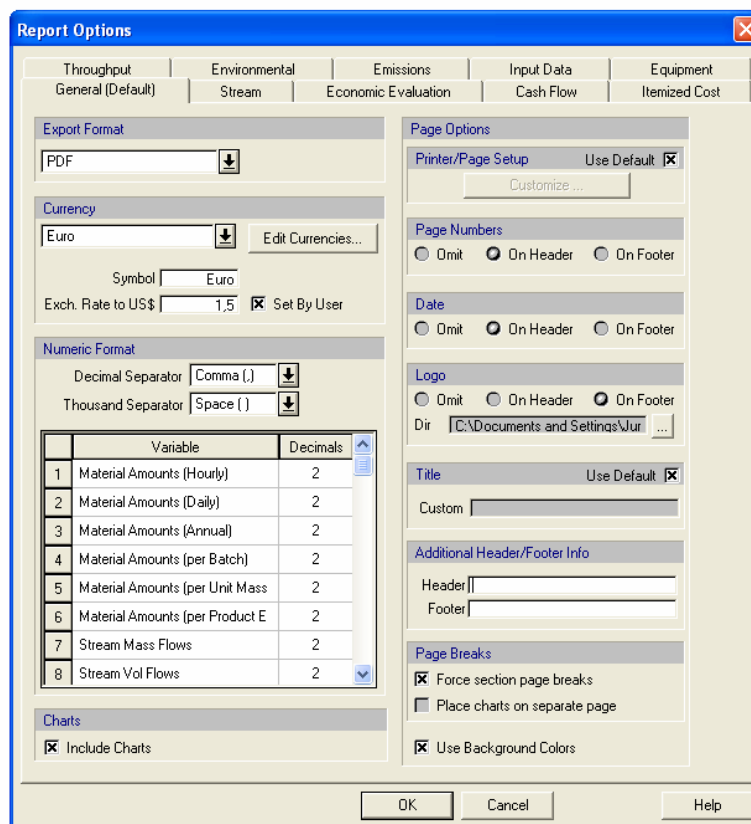 Report Options
Throughput Environmental Emissions Input Data Equipment
General (Default) Stream Economic Evaluation Cash Flow Itemized Cost
Export Format
PDF
Currency
Euro Edit Currencies...
Symbol Euro
Exch. Rate to US$ 1,5 Set By User
Numeric Format
Decimal Separator Comma (,)
Thousand Separator Space ( )
Variable Decimals
1 Material Amounts (Hourly) 2
2 Material Amounts (Daily) 2
3 Material Amounts (Annual) 2
4 Material Amounts (per Batch) 2
5 Material Amounts (per Unit Mass 2
6 Material Amounts (per Product E 2
7 Stream Mass Flows 2
8 Stream Vol Flows 2
Charts
Include Charts
Page Options
Printer/Page Setup Use Default
Customize ...
Page Numbers
Omit On Header On Footer
Date
Omit On Header On Footer
Logo
Omit On Header On Footer
Dir C:\Documents and Settings\Jur ...
Title Use Default
Custom
Additional Header/Footer Info
Header
Footer
Page Breaks
Force section page breaks
Place charts on separate page
Use Background Colors
OK Cancel Help